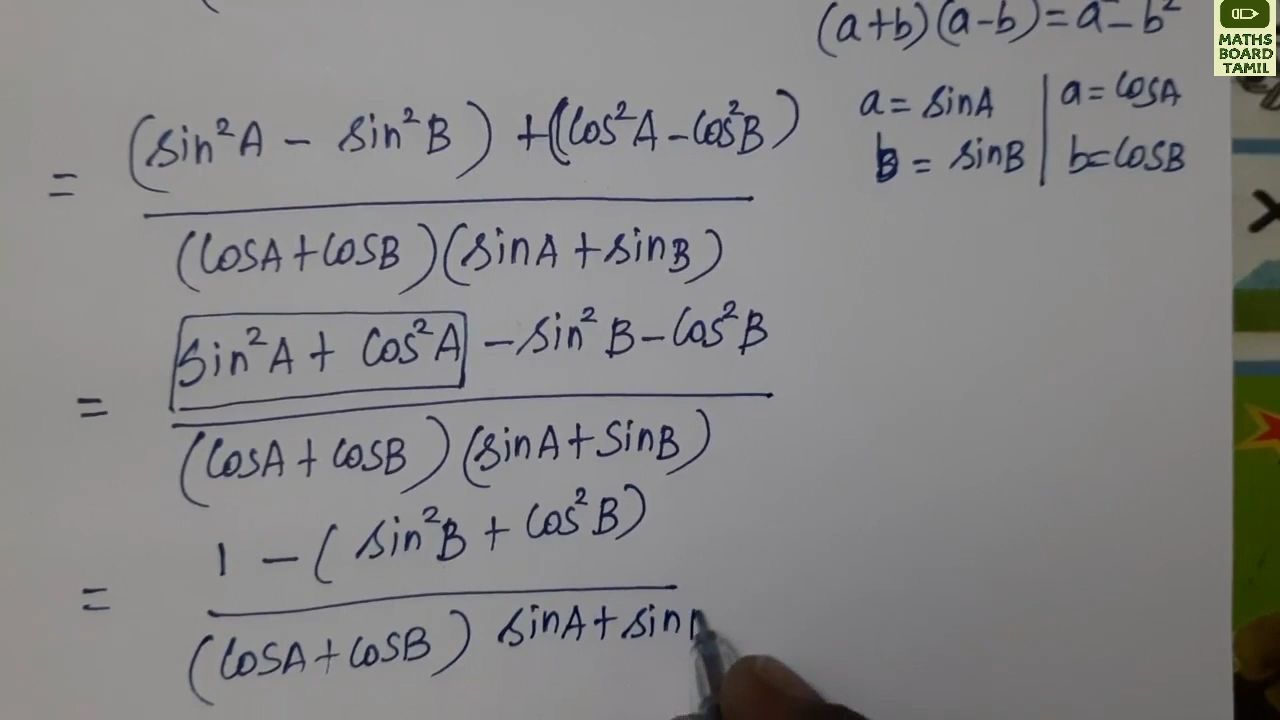 (a+b)(a-b) = a²-b²
MATHS
BOARD
TAMIL
a = sinA | a = cosA
b = sinB | b = cosB
= (sin²A - sin²B) + (cos²A - cos²B)
(cosA + cosB)(sinA + sinB)
= sin²A + cos²A - sin²B - cos²B
(cosA + cosB)(sinA + sinB)
= 1 - (sin²B + cos²B)
(cosA + cosB) sinA + sin